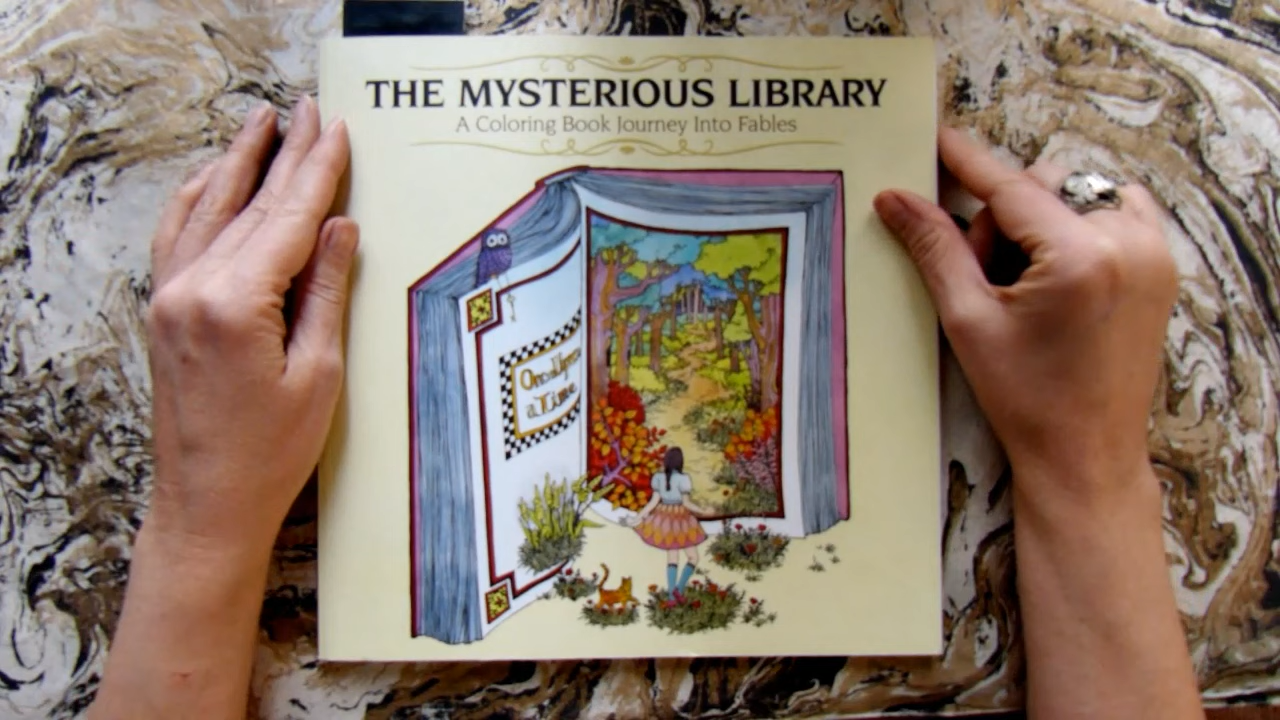 THE MYSTERIOUS LIBRARY
A Coloring Book Journey Into Fables
Once Upon
a Time